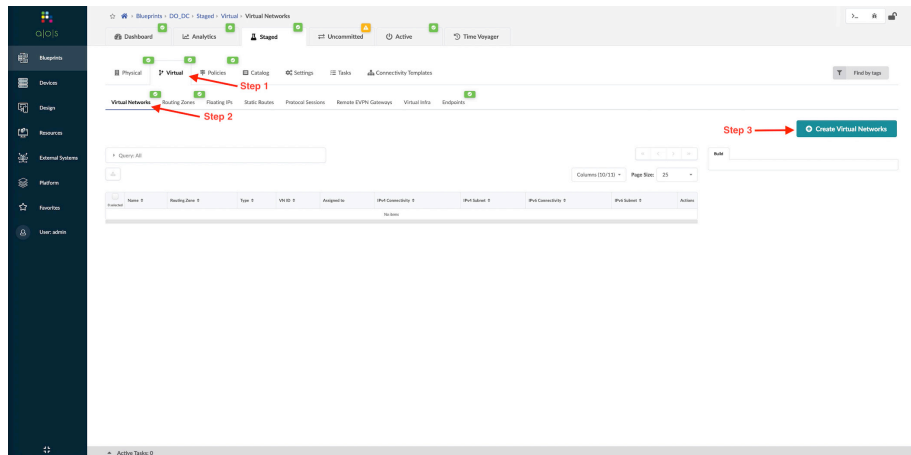 Blueprints › DO_DC › Staged › Virtual › Virtual Networks
a|o|s
Dashboard
Analytics
Staged
Uncommitted
Active
Time Voyager
Blueprints
Devices
Design
Resources
External Systems
Platform
Favorites
User: admin
Physical
Virtual
Policies
Catalog
Settings
Tasks
Connectivity Templates
Find by tags
Step 1
Virtual Networks
Routing Zones
Floating IPs
Static Routes
Protocol Sessions
Remote EVPN Gateways
Virtual Infra
Endpoints
Step 2
Step 3
Create Virtual Networks
Query: All
Build
Columns (10/11)
Page Size: 25
0 selected
Name
Routing Zone
Type
VN ID
Assigned to
IPv4 Connectivity
IPv4 Subnet
IPv6 Connectivity
IPv6 Subnet
Actions
No items
Active Tasks: 0